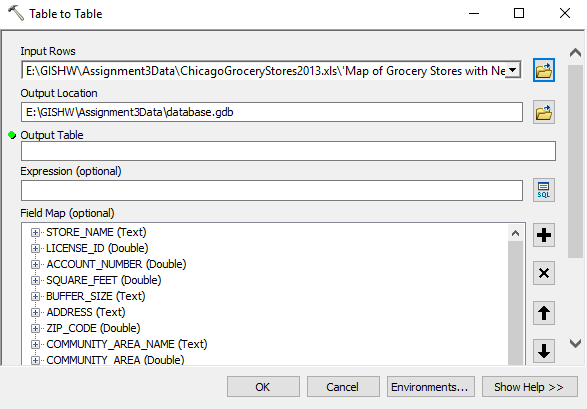 Table to Table
Input Rows
E:\GISHW\Assignment3Data\ChicagoGroceryStores2013.xls\'Map of Grocery Stores with Ne
Output Location
E:\GISHW\Assignment3Data\database.gdb
Output Table
Expression (optional)
SQL
Field Map (optional)
STORE_NAME (Text)
LICENSE_ID (Double)
ACCOUNT_NUMBER (Double)
SQUARE_FEET (Double)
BUFFER_SIZE (Text)
ADDRESS (Text)
ZIP_CODE (Double)
COMMUNITY_AREA_NAME (Text)
COMMUNITY_AREA (Double)
OK Cancel Environments... Show Help >>